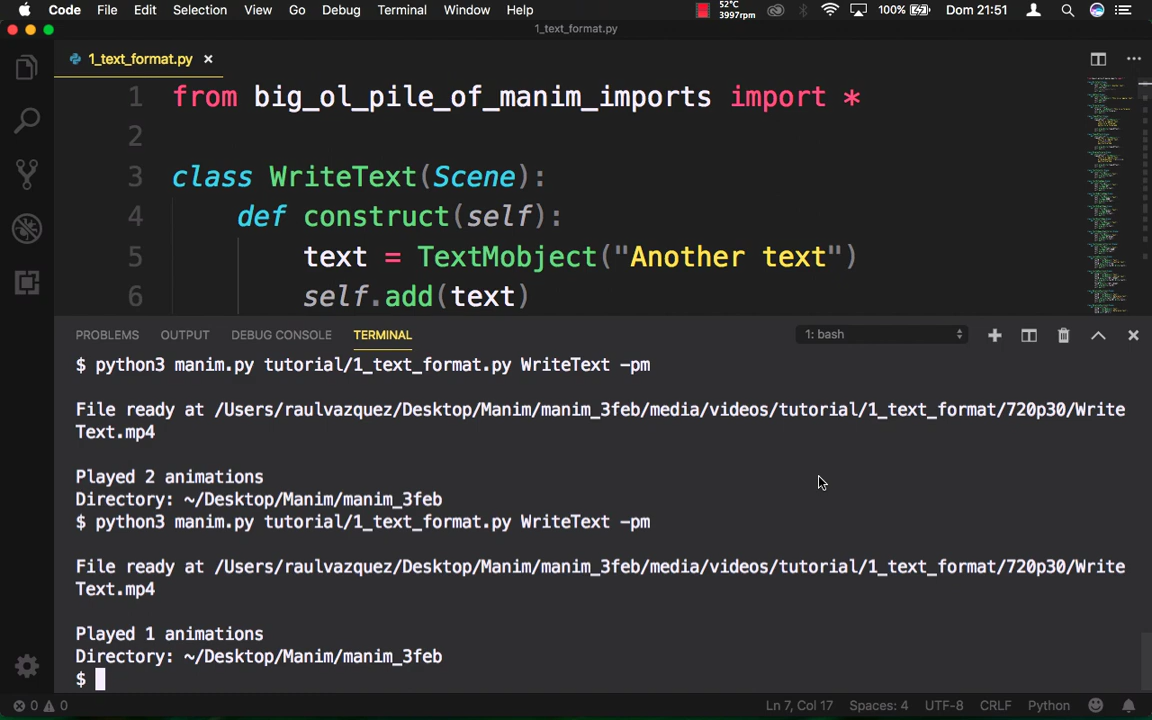 Code File Edit Selection View Go Debug Terminal Window Help 52°C 3997rpm 100% Dom 21:51
1_text_format.py
1_text_format.py
1 from big_ol_pile_of_manim_imports import *
2
3 class WriteText(Scene):
4 def construct(self):
5 text = TextMobject("Another text")
6 self.add(text)
PROBLEMS OUTPUT DEBUG CONSOLE TERMINAL 1: bash
$ python3 manim.py tutorial/1_text_format.py WriteText -pm
File ready at /Users/raulvazquez/Desktop/Manim/manim_3feb/media/videos/tutorial/1_text_format/720p30/Write
Text.mp4
Played 2 animations
Directory: ~/Desktop/Manim/manim_3feb
$ python3 manim.py tutorial/1_text_format.py WriteText -pm
File ready at /Users/raulvazquez/Desktop/Manim/manim_3feb/media/videos/tutorial/1_text_format/720p30/Write
Text.mp4
Played 1 animations
Directory: ~/Desktop/Manim/manim_3feb
$
0 0 Ln 7, Col 17 Spaces: 4 UTF-8 CRLF Python